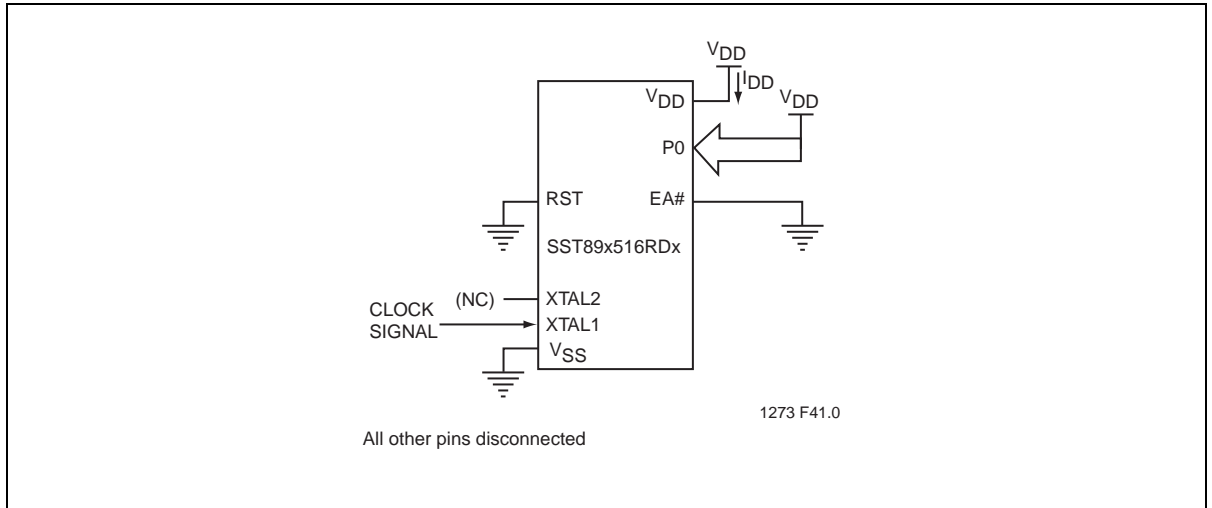 VDD
IDD
VDD
VDD
P0
RST
EA#
SST89x516RDx
(NC)
XTAL2
CLOCK
SIGNAL
XTAL1
VSS
1273 F41.0
All other pins disconnected